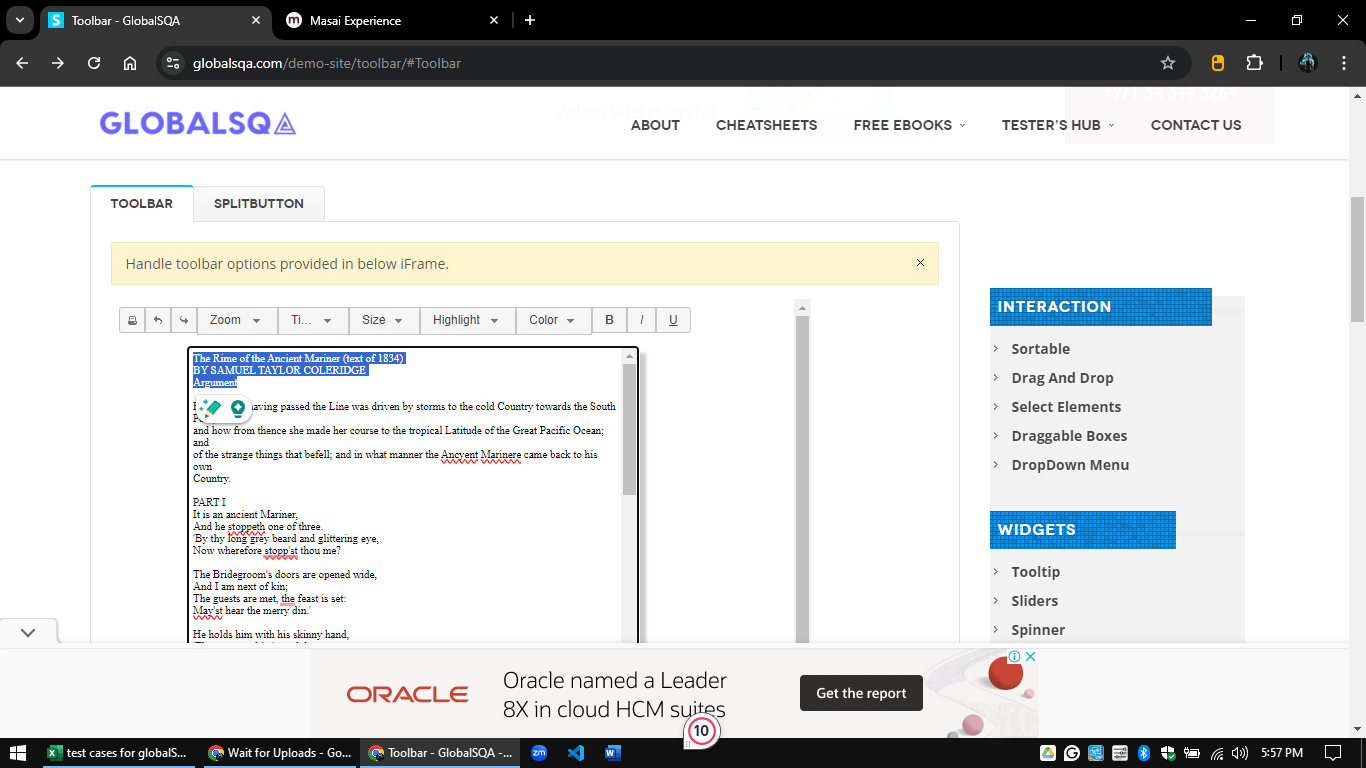 Toolbar - GlobalSQA
Masai Experience
globalsqa.com/demo-site/toolbar/#Toolbar
GLOBALSQA
Adam Vital Hospital
ABOUT
CHEATSHEETS
FREE EBOOKS
TESTER'S HUB
CONTACT US
TOOLBAR
SPLITBUTTON
Handle toolbar options provided in below iFrame.
Zoom
Ti...
Size
Highlight
Color
B
I
U
The Rime of the Ancient Mariner (text of 1834)
BY SAMUEL TAYLOR COLERIDGE
Argument
having passed the Line was driven by storms to the cold Country towards the South
and how from thence she made her course to the tropical Latitude of the Great Pacific Ocean;
and
of the strange things that befell; and in what manner the Ancyent Marinere came back to his
own
Country.
PART I
It is an ancient Mariner,
And he stoppeth one of three.
'By thy long grey beard and glittering eye,
Now wherefore stopp'st thou me?
The Bridegroom's doors are opened wide,
And I am next of kin;
The guests are met, the feast is set:
May'st hear the merry din.'
He holds him with his skinny hand,
INTERACTION
Sortable
Drag And Drop
Select Elements
Draggable Boxes
DropDown Menu
WIDGETS
Tooltip
Sliders
Spinner
ORACLE
Oracle named a Leader
8X in cloud HCM suites
Get the report
10
test cases for globalS...
Wait for Uploads - Go...
Toolbar - GlobalSQA -...
zm
5:57 PM